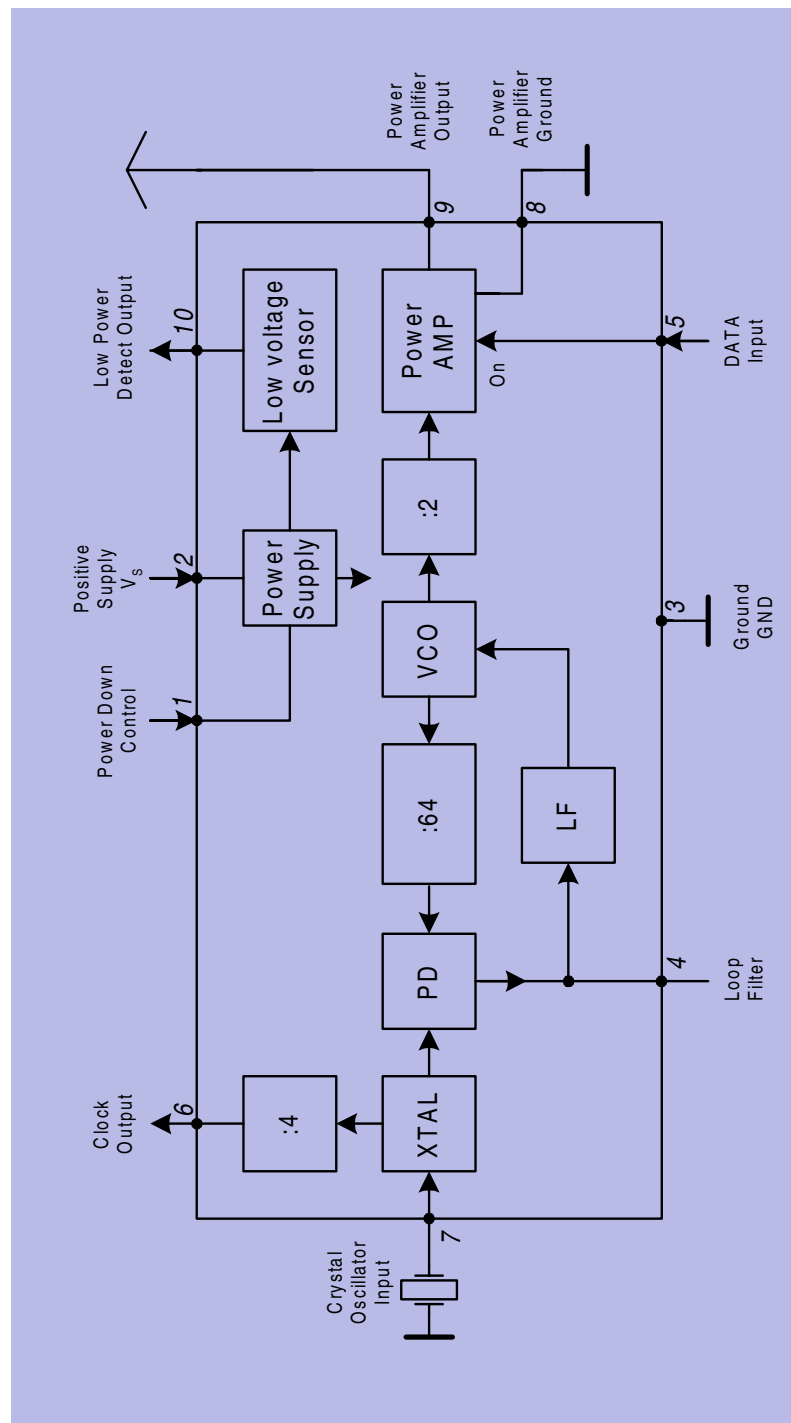 Clock
Output
6
Power Down
Control
1
Positive
Supply
VS
2
Low Power
Detect Output
10
:4
Power
Supply
Low voltage
Sensor
Crystal
Oscillator
Input
7
XTAL
PD
:64
VCO
:2
Power
AMP
On
9
Power
Amplifier
Output
8
Power
Amplifier
Ground
LF
4
Loop
Filter
3
Ground
GND
5
DATA
Input